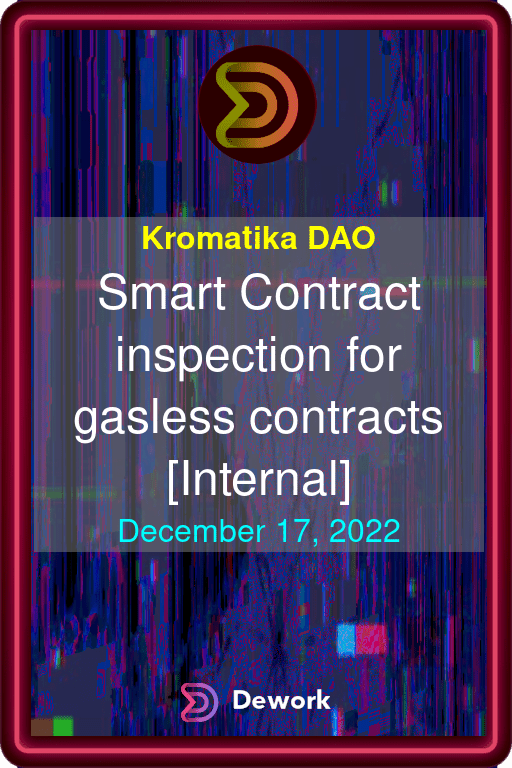 Kromatika DAO
Smart Contract
inspection for
gasless contracts
[Internal]
December 17, 2022
Dework